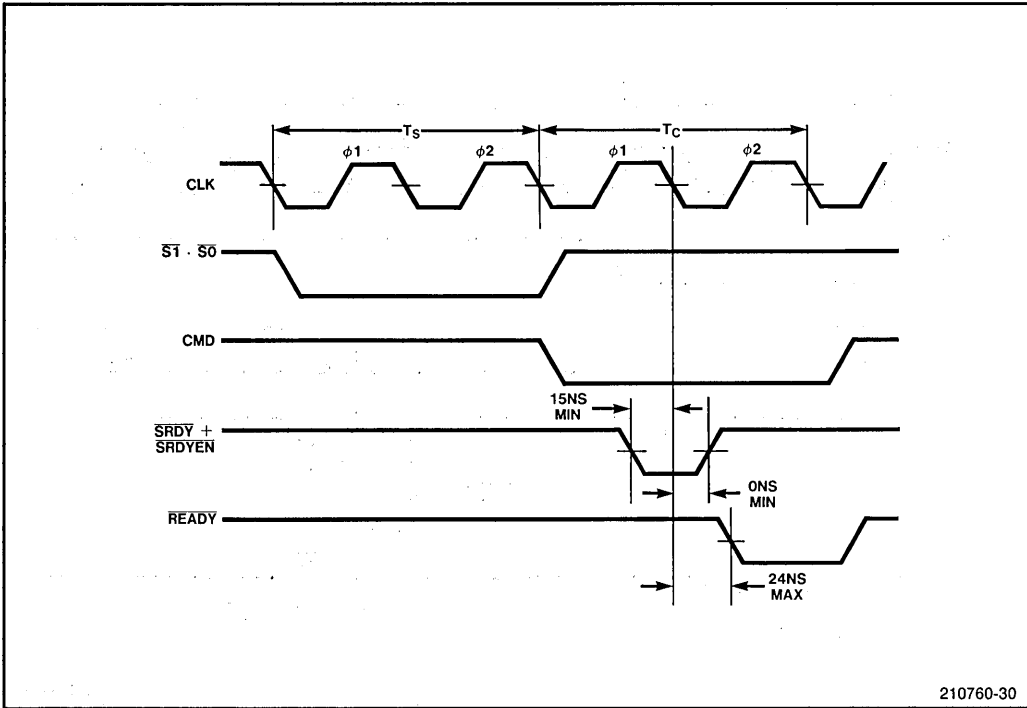 TS
TC
φ1
φ2
φ1
φ2
CLK
S1 · S0
CMD
15NS
MIN
SRDY +
SRDYEN
0NS
MIN
READY
24NS
MAX
210760-30